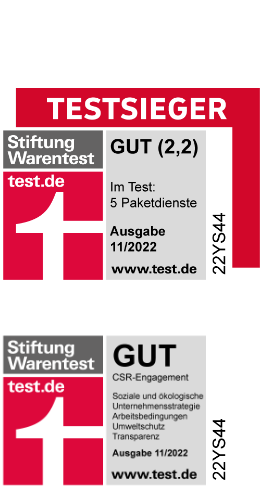 TESTSIEGER
Stiftung
Warentest
test.de
GUT (2,2)
Im Test:
5 Paketdienste
Ausgabe
11/2022
www.test.de
22YS44
Stiftung
Warentest
test.de
GUT
CSR-Engagement
Soziale und ökologische
Unternehmensstrategie
Arbeitsbedingungen
Umweltschutz
Transparenz
Ausgabe 11/2022
www.test.de
22YS44